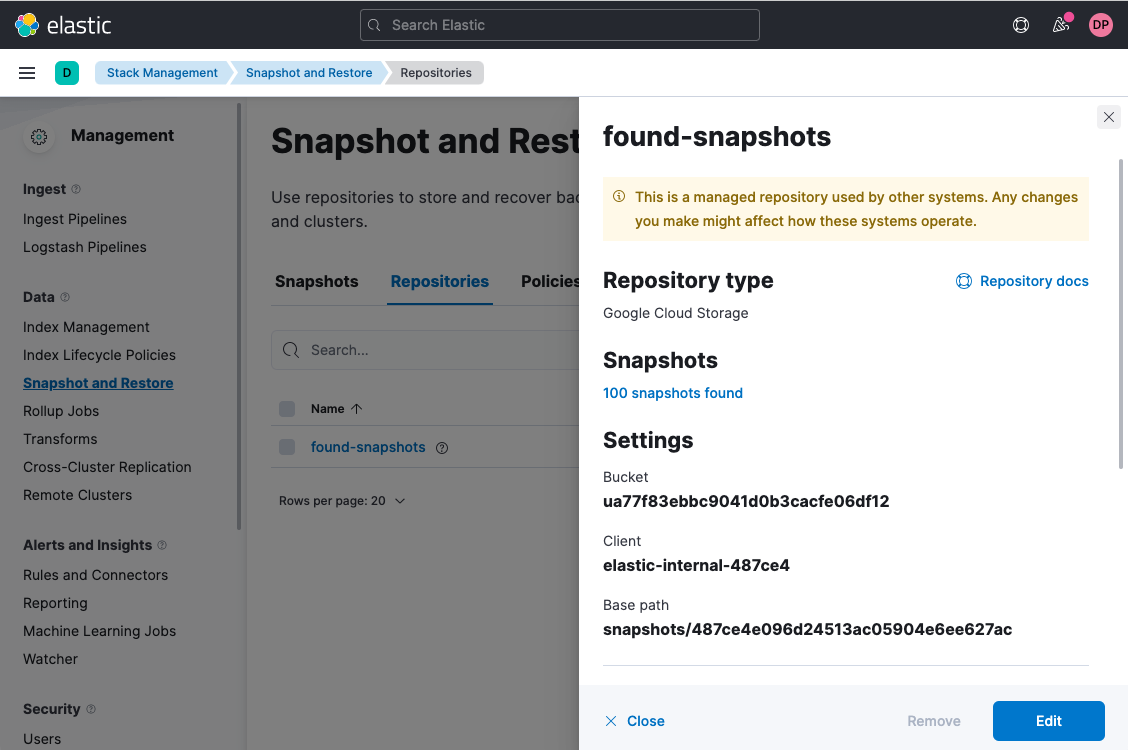 elastic
Search Elastic
DP
D
Stack Management
Snapshot and Restore
Repositories
Management
Ingest
Ingest Pipelines
Logstash Pipelines
Data
Index Management
Index Lifecycle Policies
Snapshot and Restore
Rollup Jobs
Transforms
Cross-Cluster Replication
Remote Clusters
Alerts and Insights
Rules and Connectors
Reporting
Machine Learning Jobs
Watcher
Security
Users
Snapshot and Rest
Use repositories to store and recover bac
and clusters.
Snapshots
Repositories
Policies
Search...
Name
found-snapshots
Rows per page: 20
found-snapshots
This is a managed repository used by other systems. Any changes
you make might affect how these systems operate.
Repository type
Repository docs
Google Cloud Storage
Snapshots
100 snapshots found
Settings
Bucket
ua77f83ebbc9041d0b3cacfe06df12
Client
elastic-internal-487ce4
Base path
snapshots/487ce4e096d24513ac05904e6ee627ac
Close
Remove
Edit